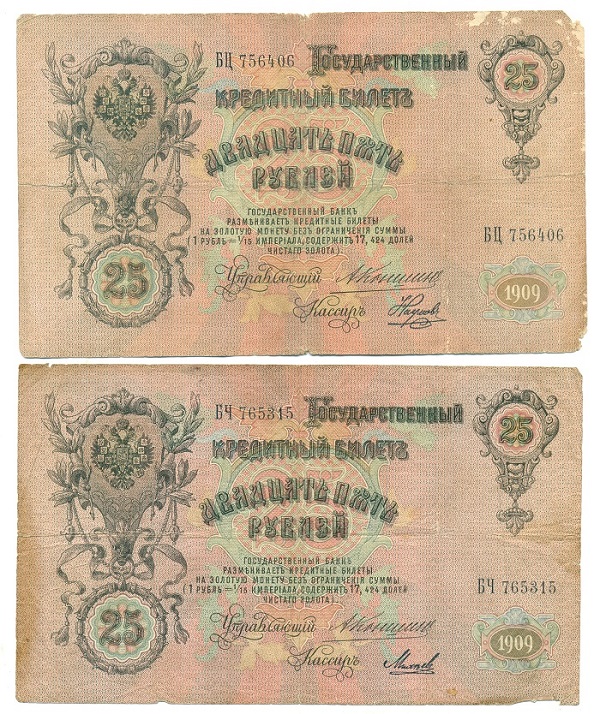 БЦ 756406 Государственный 25
Кредитный Билетъ
Двадцать пять
рублей
Государственный Банкъ
размѣниваетъ кредитные билеты
на золотую монету безъ ограниченія суммы
(1 рубль = 1/15 имперіала, содержитъ 17,424 долей
чистаго золота).
БЦ 756406
25
Управляющій
Кассиръ
1909
БЧ 765315 Государственный 25
Кредитный Билетъ
Двадцать пять
рублей
Государственный Банкъ
размѣниваетъ кредитные билеты
на золотую монету безъ ограниченія суммы
(1 рубль = 1/15 имперіала, содержитъ 17,424 долей
чистаго золота).
БЧ 765315
25
Управляющій
Кассиръ
1909